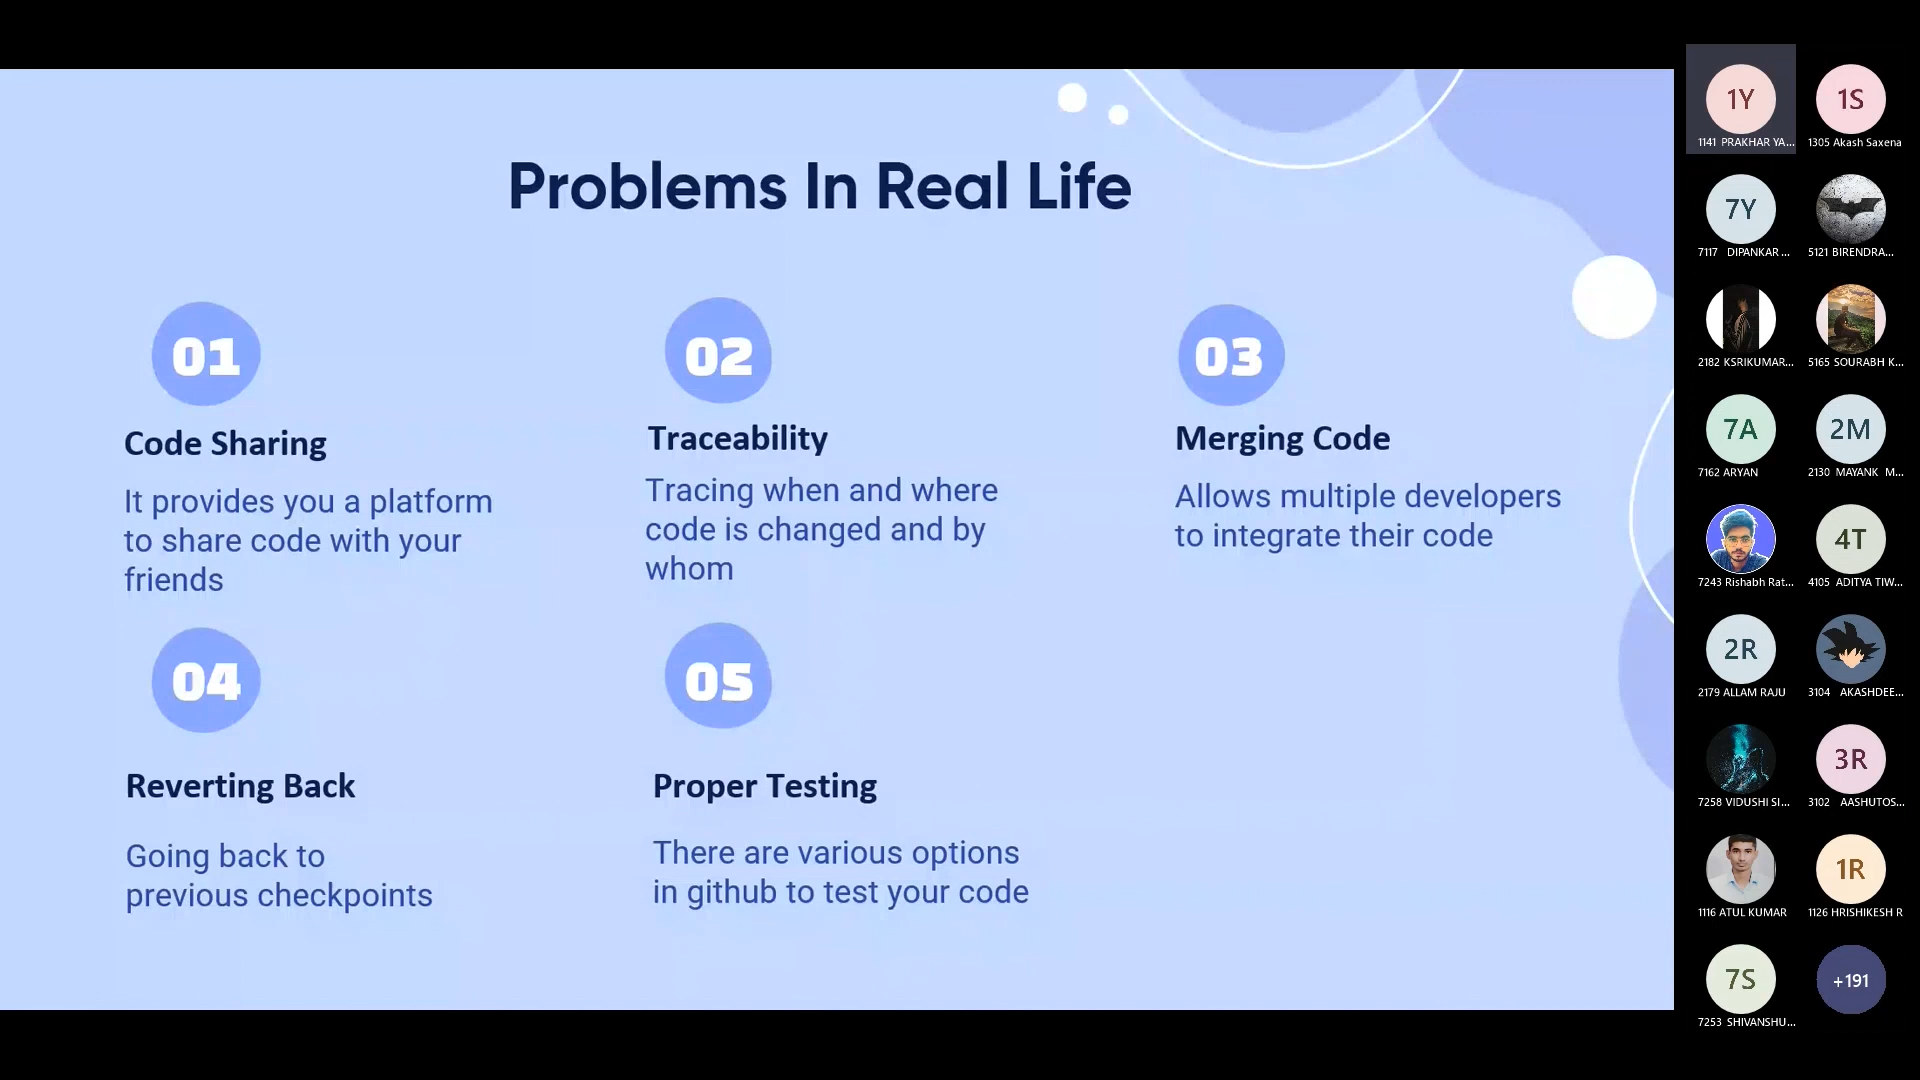 Problems In Real Life
01
Code Sharing
It provides you a platform
to share code with your
friends
02
Traceability
Tracing when and where
code is changed and by
whom
03
Merging Code
Allows multiple developers
to integrate their code
04
Reverting Back
Going back to
previous checkpoints
05
Proper Testing
There are various options
in github to test your code
1Y
1141 PRAKHAR YA...
1S
1305 Akash Saxena
7Y
7117 DIPANKAR...
5121 BIRENDRA...
2182 KSRIKUMAR...
5165 SOURABH K...
7A
7162 ARYAN
2M
2130 MAYANK M...
7243 Rishabh Rat...
4T
4105 ADITYA TIW...
2R
2179 ALLAM RAJU
3104 AKASHDEE...
7258 VIDUSHI SI...
3R
3102 AASHUTOS...
1116 ATUL KUMAR
1R
1126 HRISHIKESH R
7S
7253 SHIVANSHU...
+191